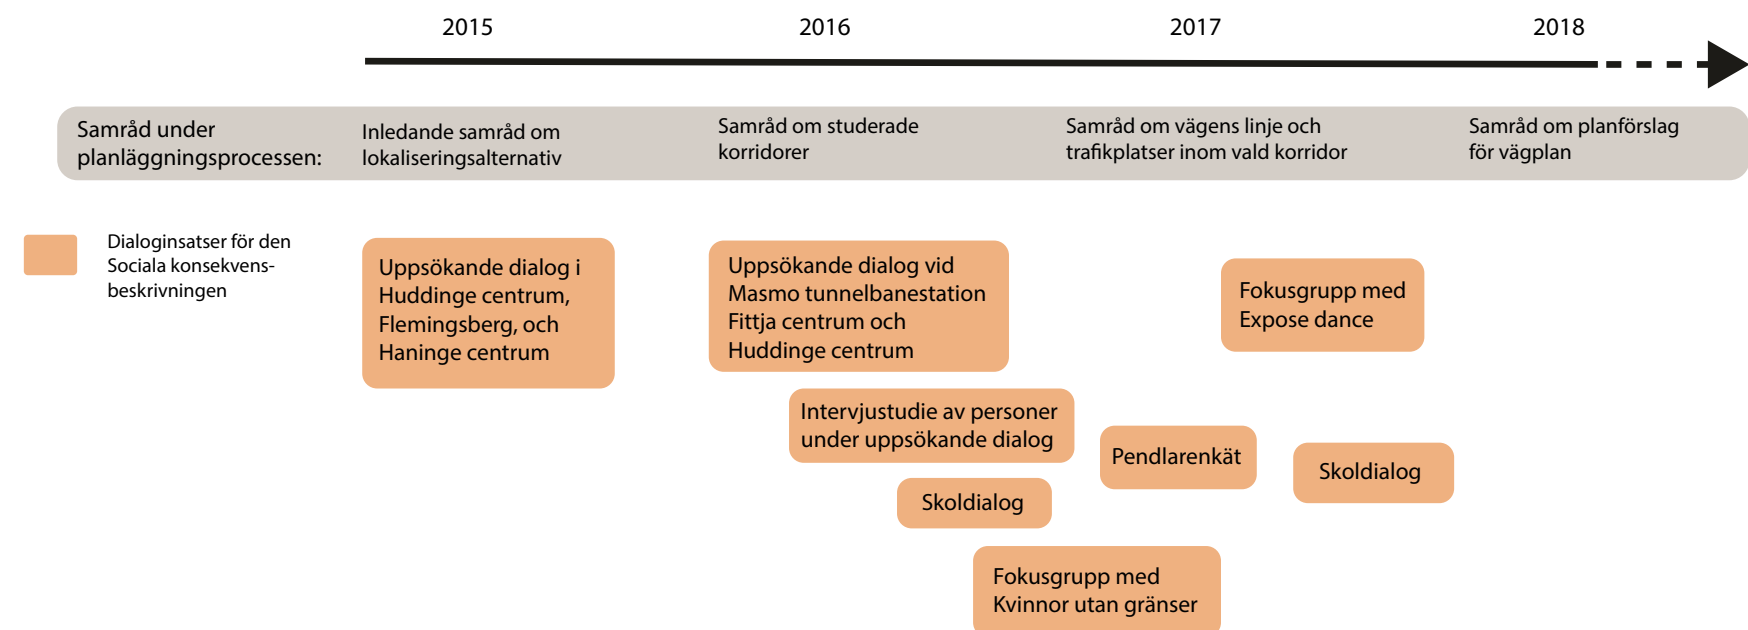 2015
2016
2017
2018
Samråd under
planläggningsprocessen:
Inledande samråd om
lokaliseringsalternativ
Samråd om studerade
korridorer
Samråd om vägens linje och
trafikplatser inom vald korridor
Samråd om planförslag
för vägplan
Dialoginsatser för den
Sociala konsekvens-
beskrivningen
Uppsökande dialog i
Huddinge centrum,
Flemingsberg, och
Haninge centrum
Uppsökande dialog vid
Masmo tunnelbanestation
Fittja centrum och
Huddinge centrum
Fokusgrupp med
Expose dance
Intervjustudie av personer
under uppsökande dialog
Pendlarenkät
Skoldialog
Skoldialog
Fokusgrupp med
Kvinnor utan gränser